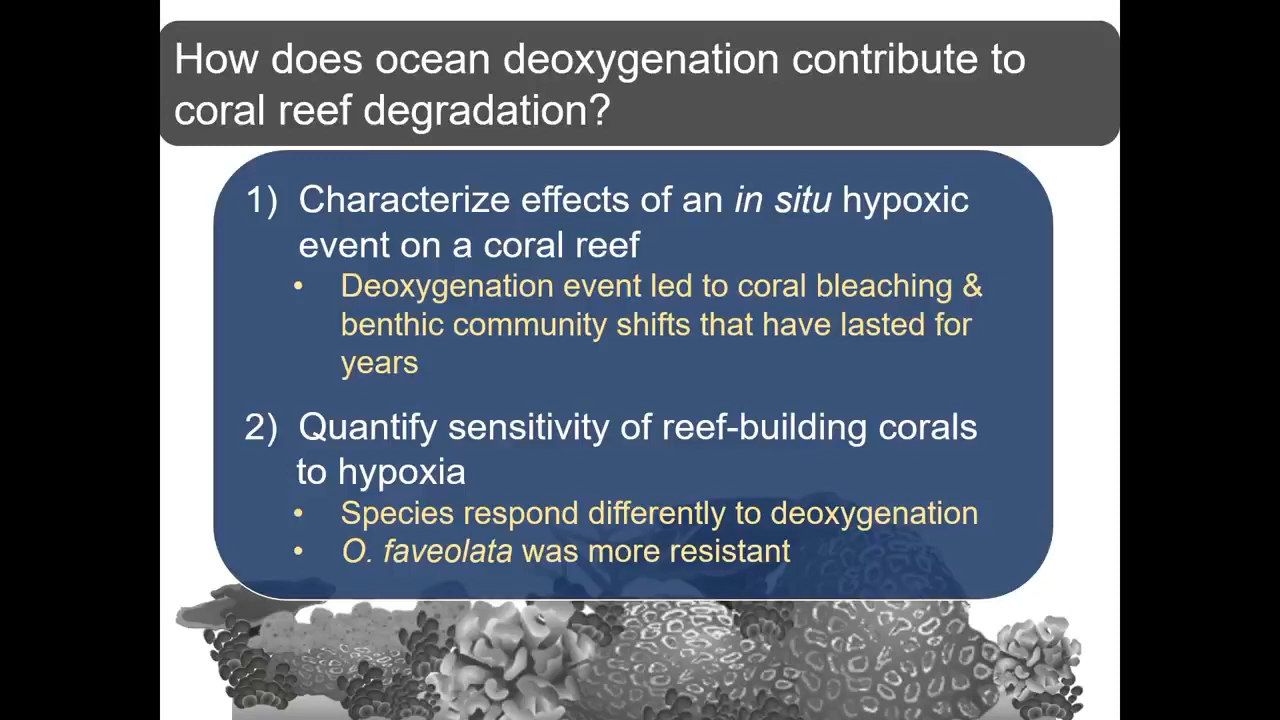 How does ocean deoxygenation contribute to
coral reef degradation?
1) Characterize effects of an in situ hypoxic
event on a coral reef
• Deoxygenation event led to coral bleaching &
benthic community shifts that have lasted for
years
2) Quantify sensitivity of reef-building corals
to hypoxia
• Species respond differently to deoxygenation
• O. faveolata was more resistant